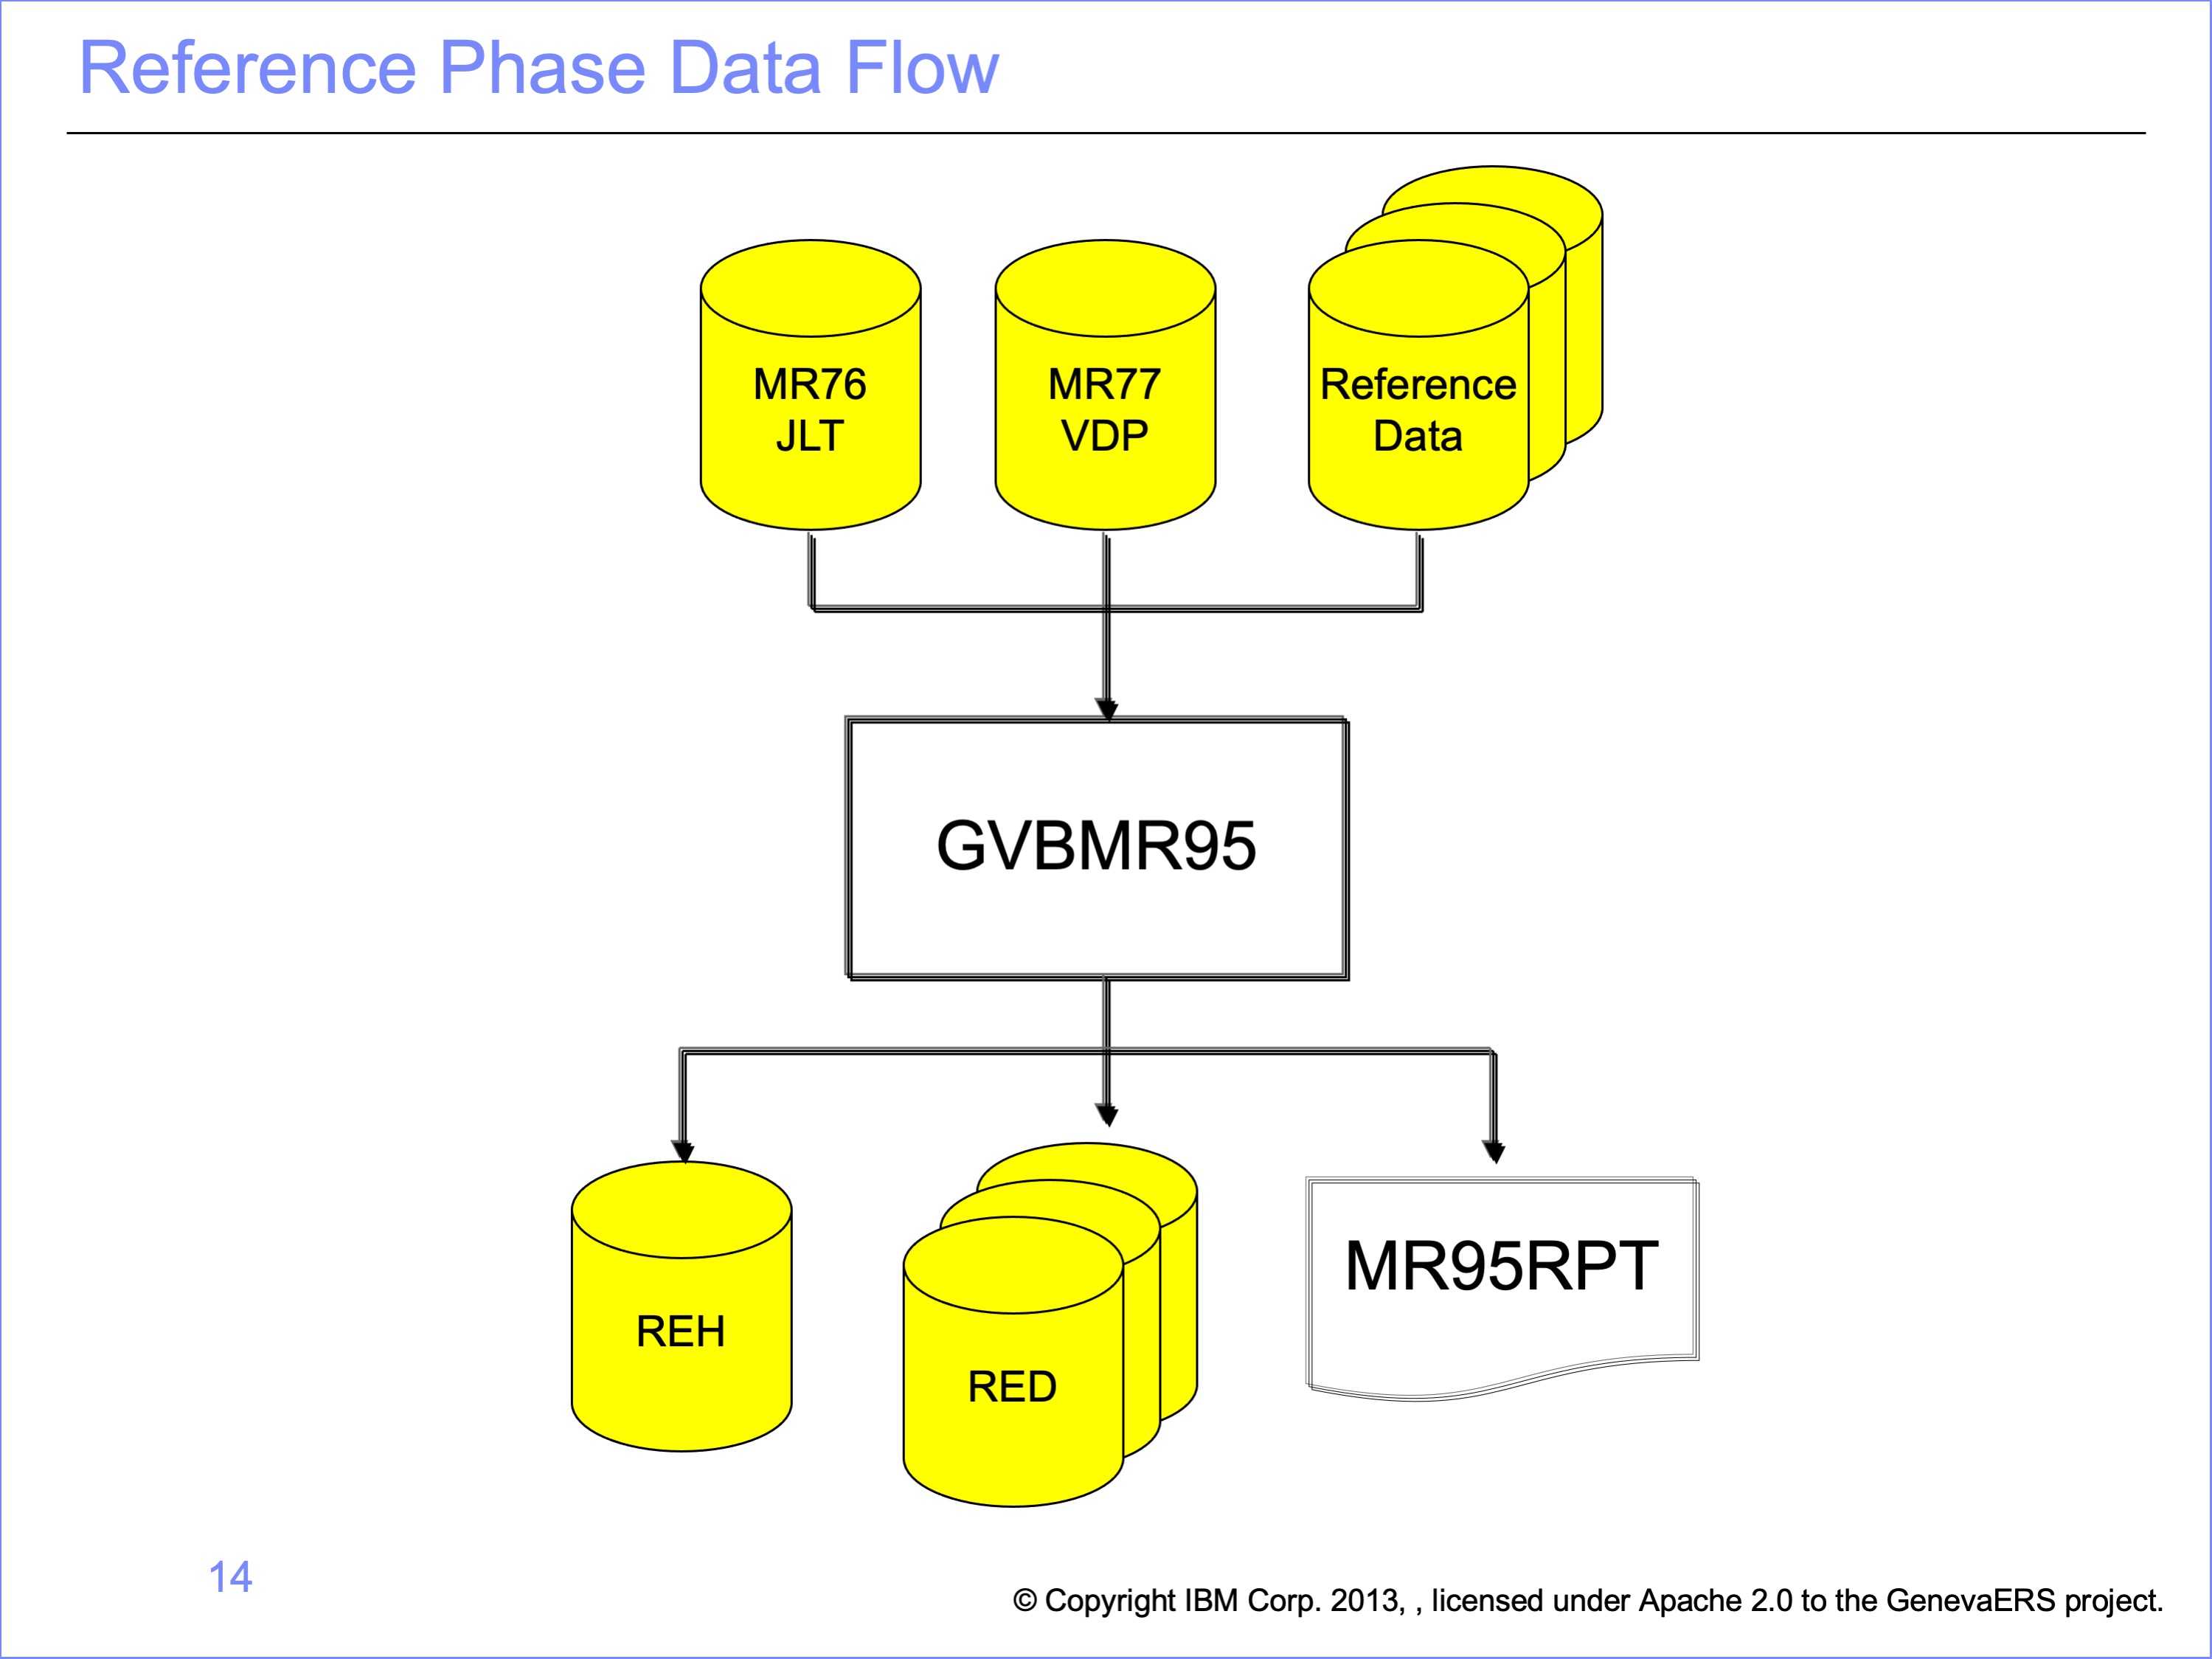 Reference Phase Data Flow
MR76
JLT
MR77
VDP
Reference
Data
GVBMR95
REH
RED
MR95RPT
14
© Copyright IBM Corp. 2013, , licensed under Apache 2.0 to the GenevaERS project.